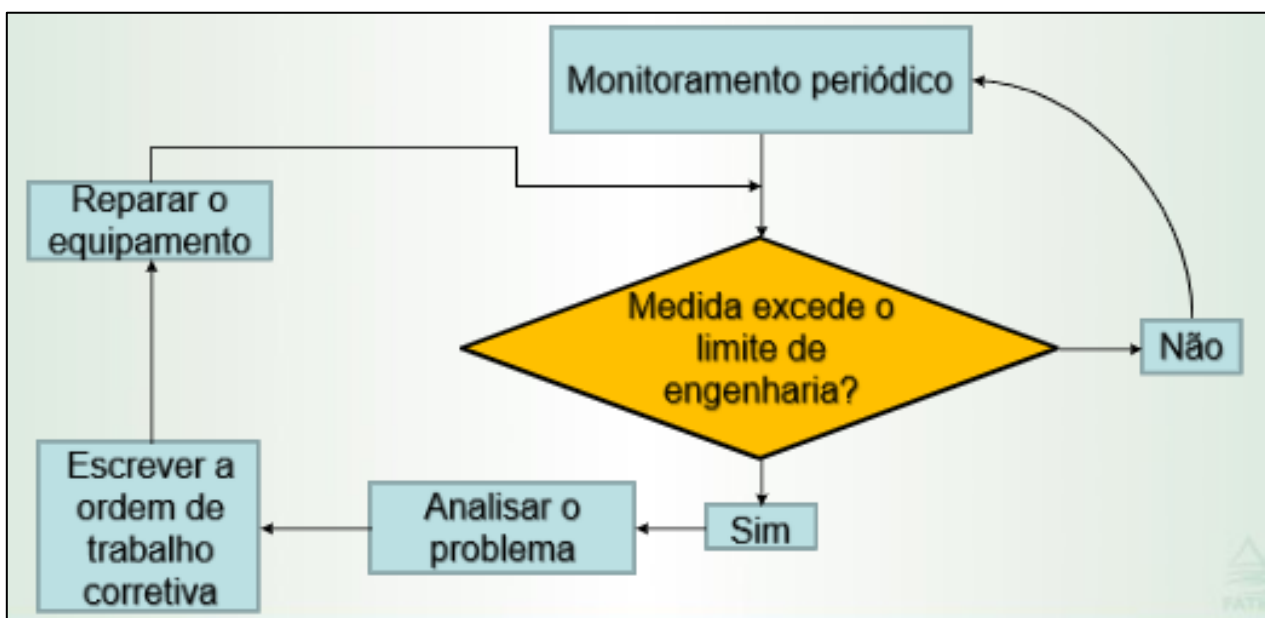 Monitoramento periódico
Reparar o
equipamento
Medida excede o
limite de
engenharia?
Não
Escrever a
ordem de
trabalho
corretiva
Analisar o
problema
Sim